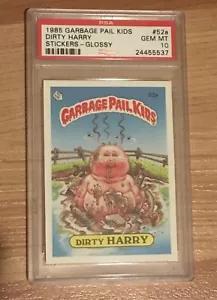 PSA
1985 GARBAGE PAIL KIDS #52a
DIRTY HARRY GEM MT
STICKERS-GLOSSY 10
24455537
GARBAGE PAIL KIDS
52a
DIRTY HARRY